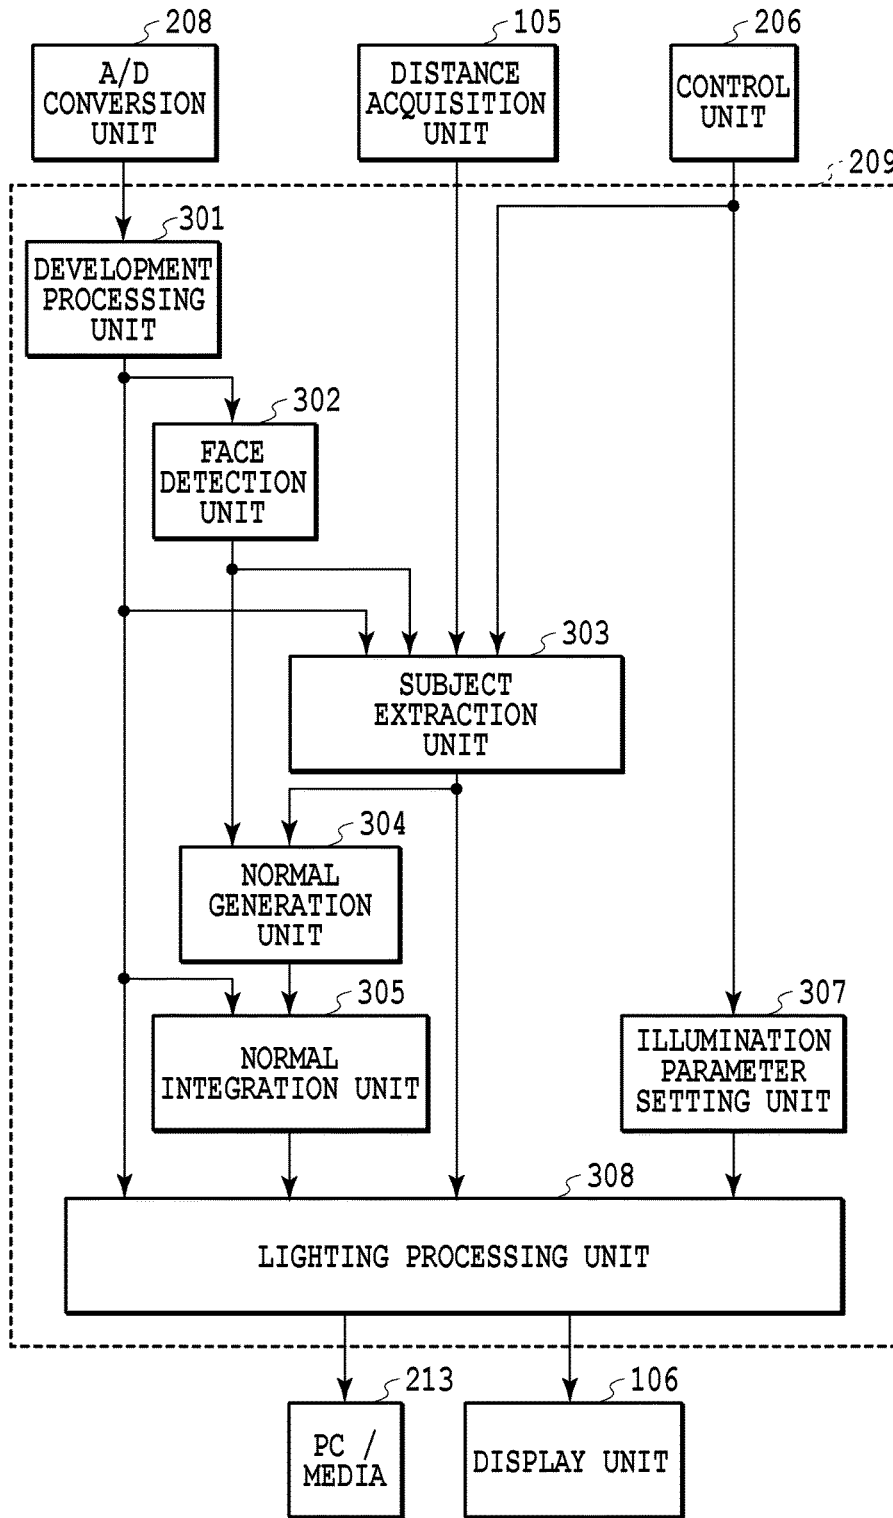 208
105
206
A/D
CONVERSION
UNIT
DISTANCE
ACQUISITION
UNIT
CONTROL
UNIT
209
301
DEVELOPMENT
PROCESSING
UNIT
302
FACE
DETECTION
UNIT
303
SUBJECT
EXTRACTION
UNIT
304
NORMAL
GENERATION
UNIT
305
NORMAL
INTEGRATION UNIT
307
ILLUMINATION
PARAMETER
SETTING UNIT
308
LIGHTING PROCESSING UNIT
213
PC /
MEDIA
106
DISPLAY UNIT